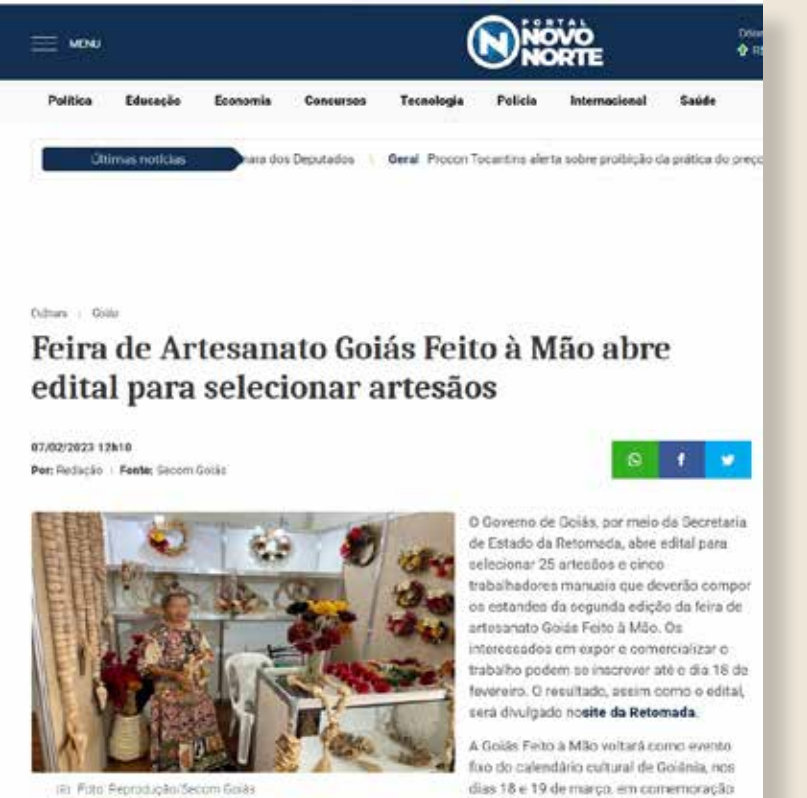 MENU
PORTAL
NOVO
NORTE
Política Educação Economia Concursos Tecnologia Polícia Internacional Saúde
Últimas notícias
dos Deputados
Geral Procon Tocantins alerta sobre proibição da prática do preço
Cultura | Goiás
Feira de Artesanato Goiás Feito à Mão abre
edital para selecionar artesãos
07/02/2023 12h10
Por: Redação | Fonte: Secom Goiás
O Governo de Goiás, por meio da Secretaria
de Estado da Retomada, abre edital para
selecionar 25 artesãos e cinco
trabalhadores manuais que deverão compor
os estandes da segunda edição da feira de
artesanato Goiás Feito à Mão. Os
interessados em expor e comercializar o
trabalho podem se inscrever até o dia 18 de
fevereiro. O resultado, assim como o edital,
será divulgado nosite da Retomada.
A Goiás Feito à Mão voltará como evento
fixo do calendário cultural de Goiânia, nos
dias 18 e 19 de março, em comemoração
Foto: Reprodução/Secom Goiás